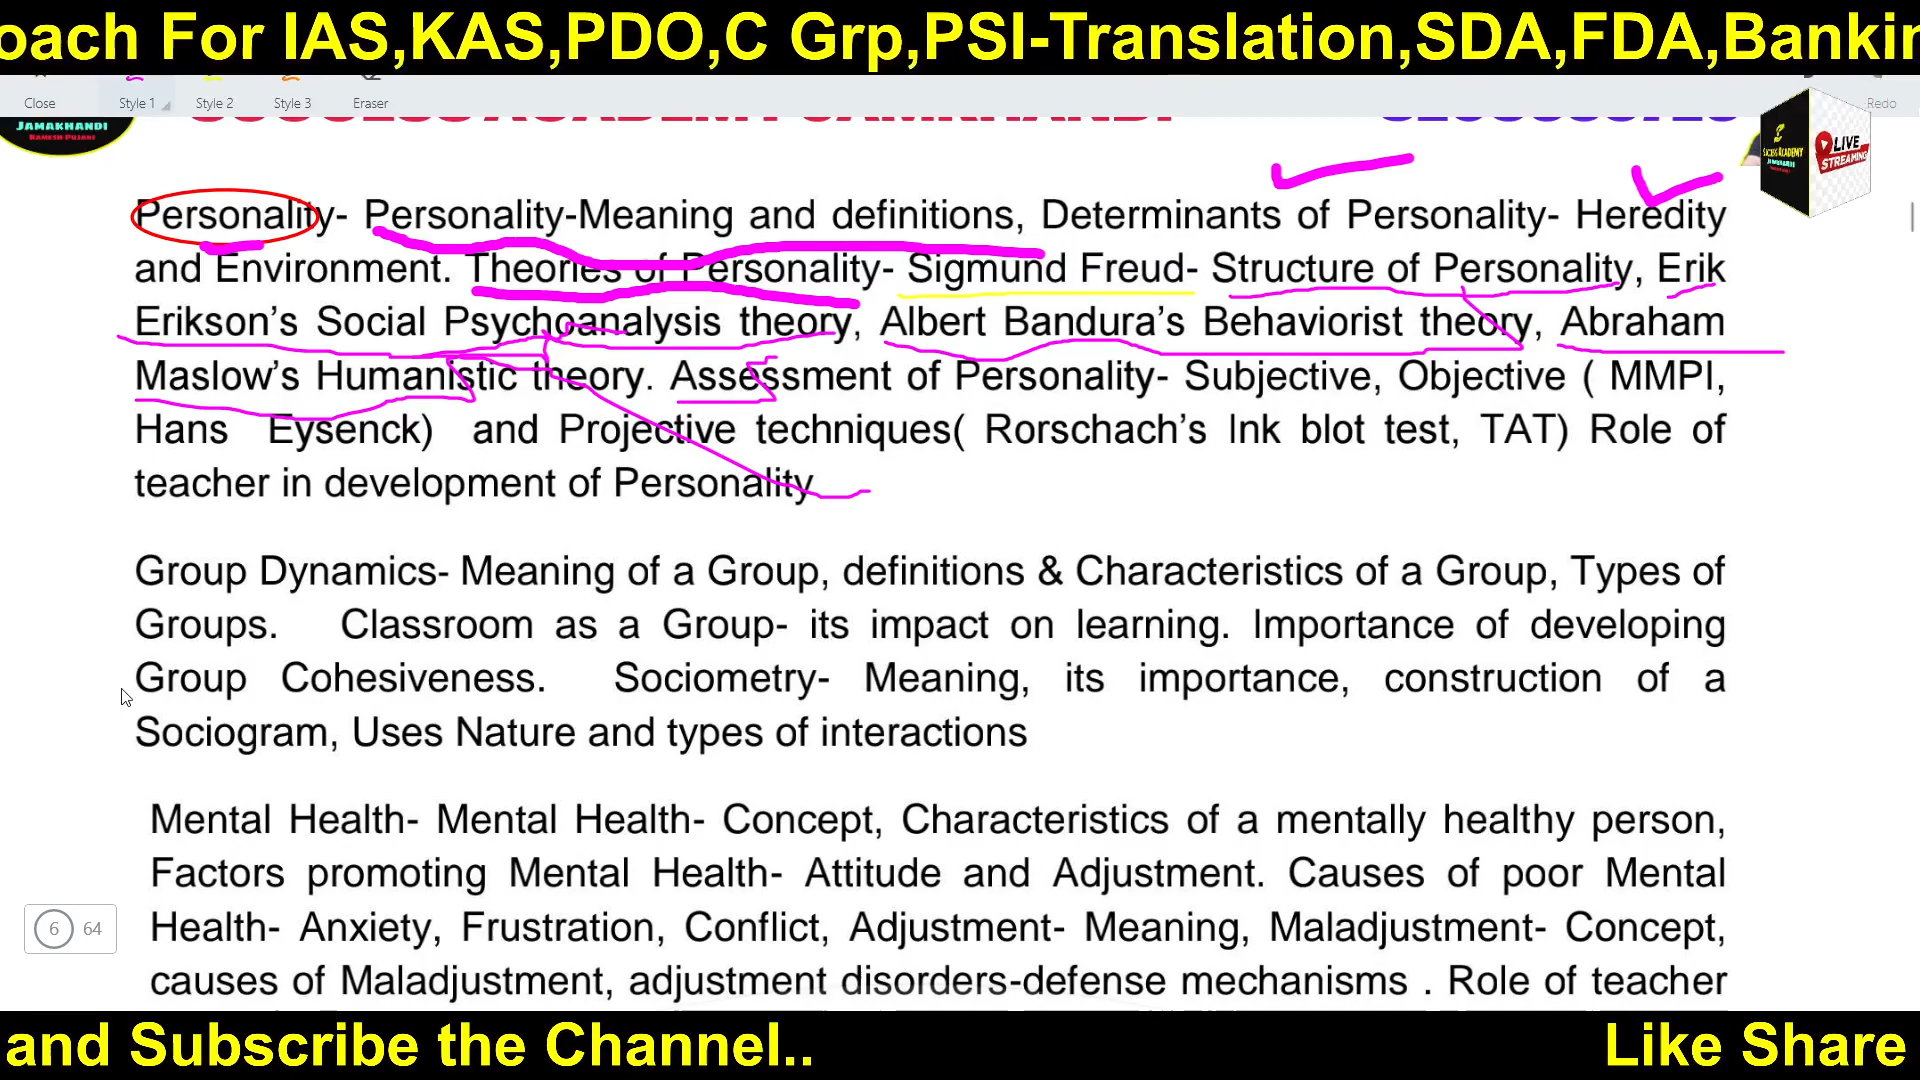 oach For IAS,KAS,PDO,C Grp,PSI-Translation,SDA,FDA,Bankin
Close Style 1 Style 2 Style 3 Eraser Redo
JAMAKHANDI
RAMESH PUJARI
SUCCESS ACADEMY JAMKHANDI
SUCCESS ACADEMY
JAMAKHANDI
LIVE
STREAMING
Personality- Personality-Meaning and definitions, Determinants of Personality- Heredity
and Environment. Theories of Personality- Sigmund Freud- Structure of Personality, Erik
Erikson’s Social Psychoanalysis theory, Albert Bandura’s Behaviorist theory, Abraham
Maslow’s Humanistic theory. Assessment of Personality- Subjective, Objective ( MMPI,
Hans Eysenck) and Projective techniques( Rorschach’s Ink blot test, TAT) Role of
teacher in development of Personality
Group Dynamics- Meaning of a Group, definitions & Characteristics of a Group, Types of
Groups. Classroom as a Group- its impact on learning. Importance of developing
Group Cohesiveness. Sociometry- Meaning, its importance, construction of a
Sociogram, Uses Nature and types of interactions
Mental Health- Mental Health- Concept, Characteristics of a mentally healthy person,
Factors promoting Mental Health- Attitude and Adjustment. Causes of poor Mental
Health- Anxiety, Frustration, Conflict, Adjustment- Meaning, Maladjustment- Concept,
causes of Maladjustment, adjustment disorders-defense mechanisms . Role of teacher
6 64
and Subscribe the Channel.. Like Share